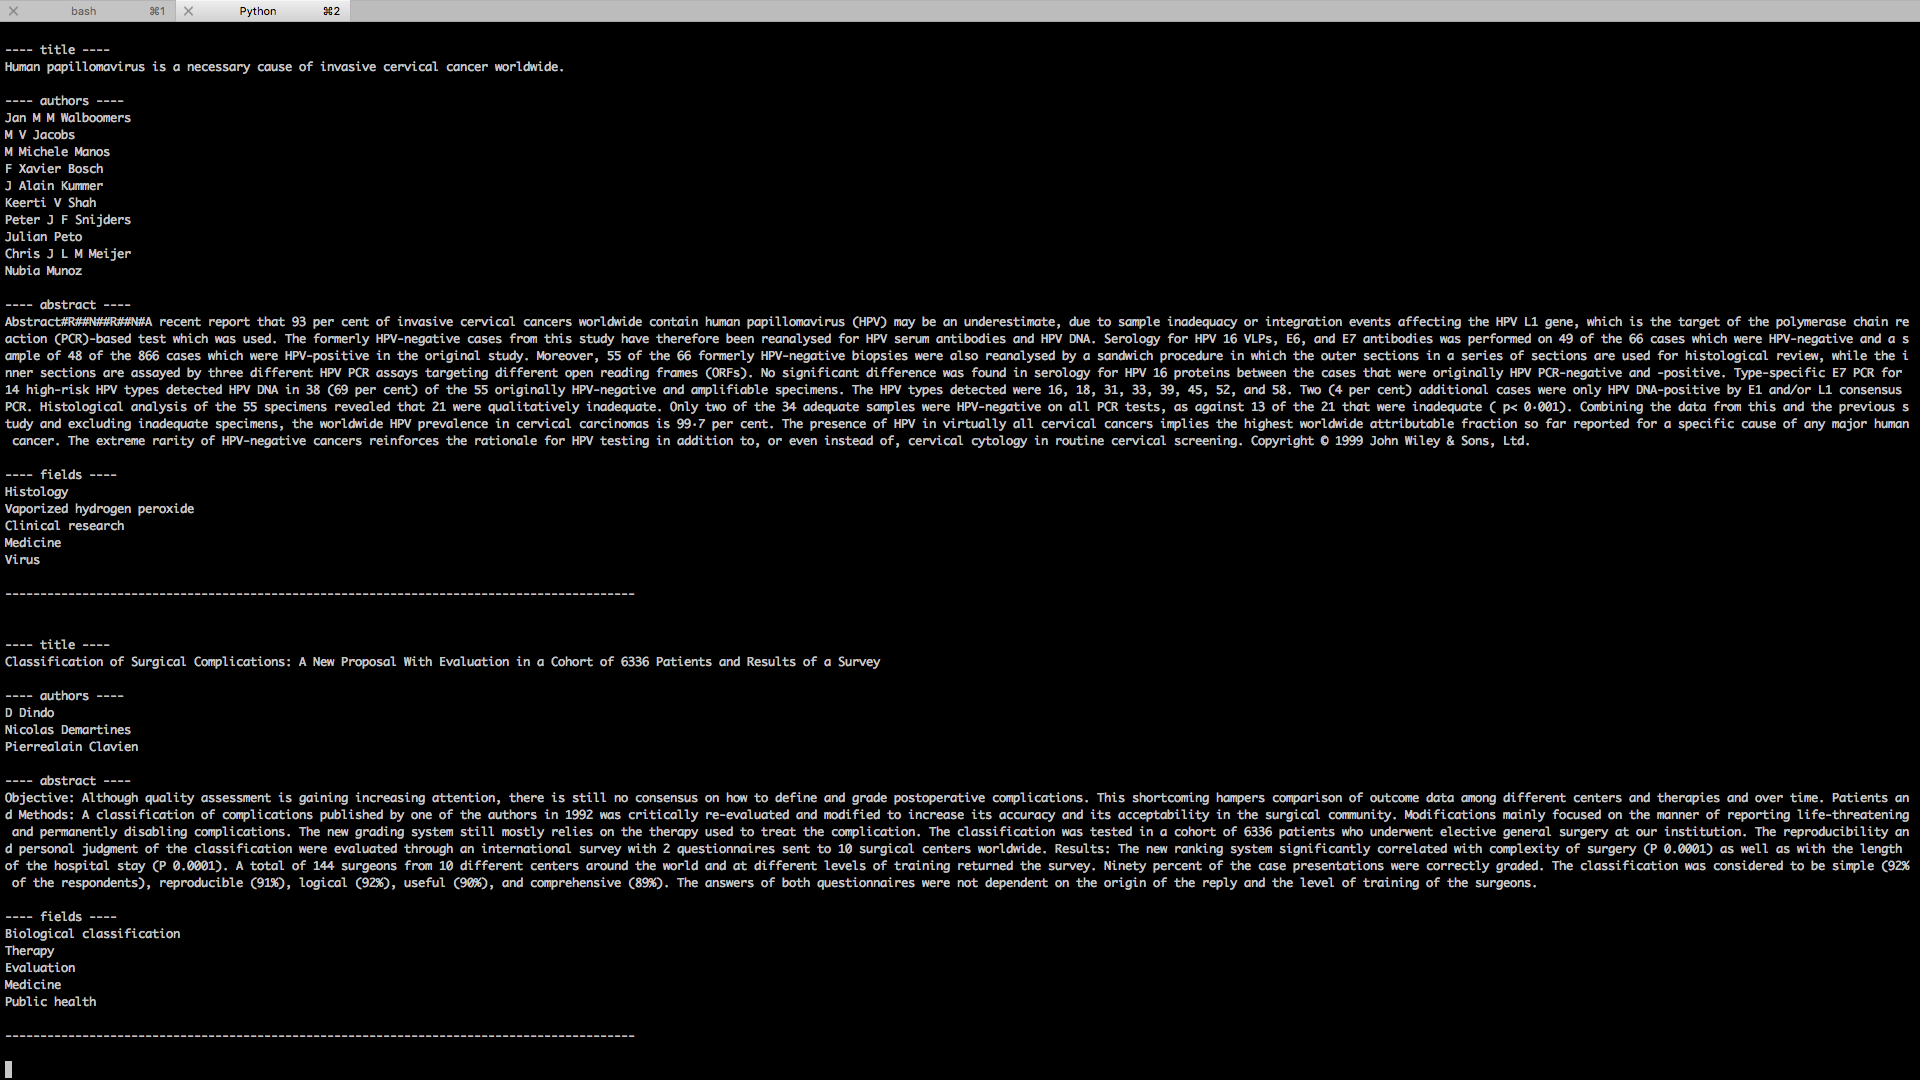 bash ⌘1 Python ⌘2
---- title ----
Human papillomavirus is a necessary cause of invasive cervical cancer worldwide.
---- authors ----
Jan M M Walboomers
M V Jacobs
M Michele Manos
F Xavier Bosch
J Alain Kummer
Keerti V Shah
Peter J F Snijders
Julian Peto
Chris J L M Meijer
Nubia Munoz
---- abstract ----
Abstract#R##N##R##N#A recent report that 93 per cent of invasive cervical cancers worldwide contain human papillomavirus (HPV) may be an underestimate, due to sample inadequacy or integration events affecting the HPV L1 gene, which is the target of the polymerase chain re
action (PCR)-based test which was used. The formerly HPV-negative cases from this study have therefore been reanalysed for HPV serum antibodies and HPV DNA. Serology for HPV 16 VLPs, E6, and E7 antibodies was performed on 49 of the 66 cases which were HPV-negative and a s
ample of 48 of the 866 cases which were HPV-positive in the original study. Moreover, 55 of the 66 formerly HPV-negative biopsies were also reanalysed by a sandwich procedure in which the outer sections in a series of sections are used for histological review, while the i
nner sections are assayed by three different HPV PCR assays targeting different open reading frames (ORFs). No significant difference was found in serology for HPV 16 proteins between the cases that were originally HPV PCR-negative and -positive. Type-specific E7 PCR for
14 high-risk HPV types detected HPV DNA in 38 (69 per cent) of the 55 originally HPV-negative and amplifiable specimens. The HPV types detected were 16, 18, 31, 33, 39, 45, 52, and 58. Two (4 per cent) additional cases were only HPV DNA-positive by E1 and/or L1 consensus
PCR. Histological analysis of the 55 specimens revealed that 21 were qualitatively inadequate. Only two of the 34 adequate samples were HPV-negative on all PCR tests, as against 13 of the 21 that were inadequate ( p< 0·001). Combining the data from this and the previous s
tudy and excluding inadequate specimens, the worldwide HPV prevalence in cervical carcinomas is 99·7 per cent. The presence of HPV in virtually all cervical cancers implies the highest worldwide attributable fraction so far reported for a specific cause of any major human
cancer. The extreme rarity of HPV-negative cancers reinforces the rationale for HPV testing in addition to, or even instead of, cervical cytology in routine cervical screening. Copyright © 1999 John Wiley & Sons, Ltd.
---- fields ----
Histology
Vaporized hydrogen peroxide
Clinical research
Medicine
Virus
------------------------------------------------------------------------------------------
---- title ----
Classification of Surgical Complications: A New Proposal With Evaluation in a Cohort of 6336 Patients and Results of a Survey
---- authors ----
D Dindo
Nicolas Demartines
Pierrealain Clavien
---- abstract ----
Objective: Although quality assessment is gaining increasing attention, there is still no consensus on how to define and grade postoperative complications. This shortcoming hampers comparison of outcome data among different centers and therapies and over time. Patients an
d Methods: A classification of complications published by one of the authors in 1992 was critically re-evaluated and modified to increase its accuracy and its acceptability in the surgical community. Modifications mainly focused on the manner of reporting life-threatening
and permanently disabling complications. The new grading system still mostly relies on the therapy used to treat the complication. The classification was tested in a cohort of 6336 patients who underwent elective general surgery at our institution. The reproducibility an
d personal judgment of the classification were evaluated through an international survey with 2 questionnaires sent to 10 surgical centers worldwide. Results: The new ranking system significantly correlated with complexity of surgery (P 0.0001) as well as with the length
of the hospital stay (P 0.0001). A total of 144 surgeons from 10 different centers around the world and at different levels of training returned the survey. Ninety percent of the case presentations were correctly graded. The classification was considered to be simple (92%
of the respondents), reproducible (91%), logical (92%), useful (90%), and comprehensive (89%). The answers of both questionnaires were not dependent on the origin of the reply and the level of training of the surgeons.
---- fields ----
Biological classification
Therapy
Evaluation
Medicine
Public health
------------------------------------------------------------------------------------------